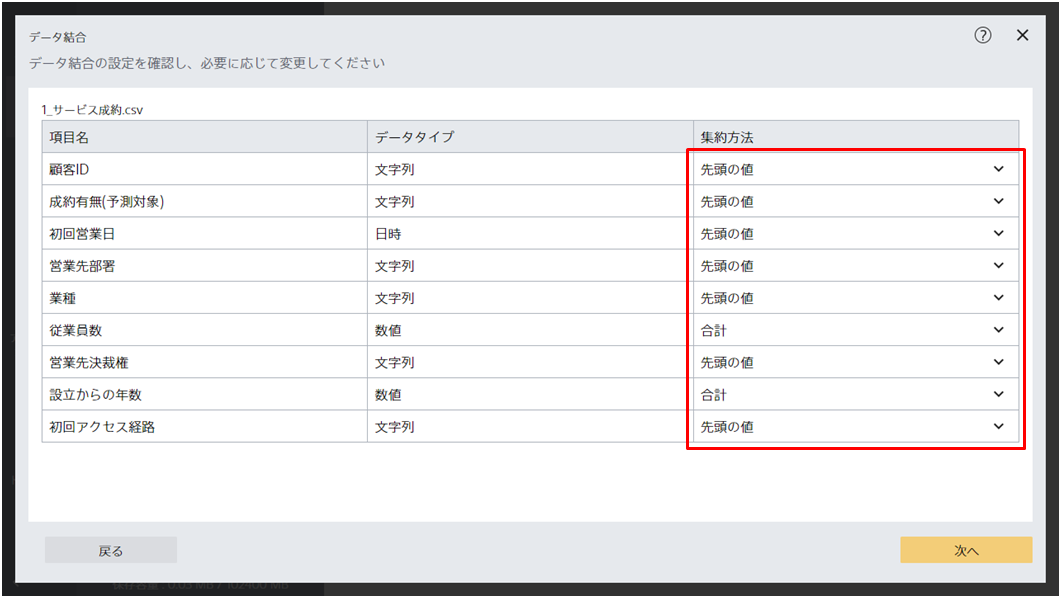 データ結合
データ結合の設定を確認し、必要に応じて変更してください
1_サービス成約.csv
項目名 データタイプ 集約方法
顧客ID 文字列 先頭の値
成約有無(予測対象) 文字列 先頭の値
初回営業日 日時 先頭の値
営業先部署 文字列 先頭の値
業種 文字列 先頭の値
従業員数 数値 合計
営業先決裁権 文字列 先頭の値
設立からの年数 数値 合計
初回アクセス経路 文字列 先頭の値
戻る 次へ